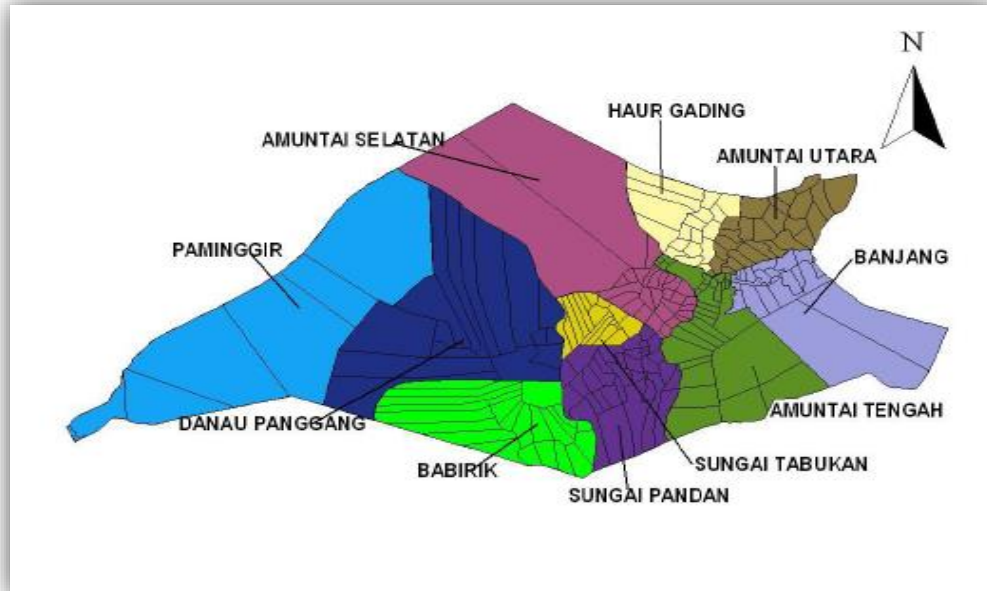 N
HAUR GADING
AMUNTAI SELATAN
AMUNTAI UTARA
PAMINGGIR
BANJANG
DANAU PANGGANG
AMUNTAI TENGAH
BABIRIK
SUNGAI TABUKAN
SUNGAI PANDAN